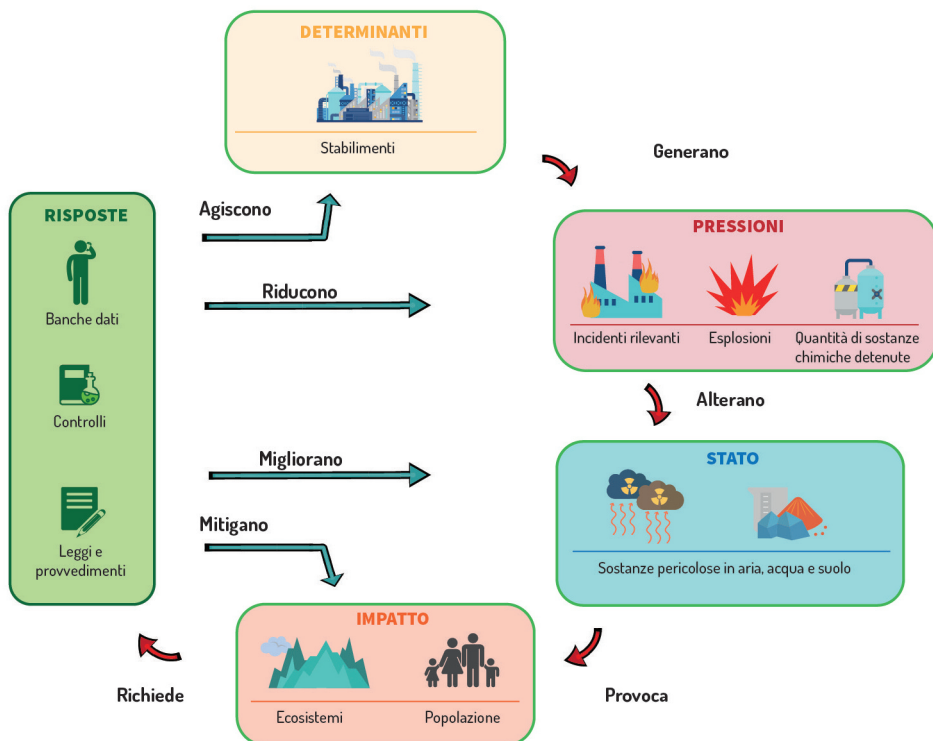 DETERMINANTI
Stabilimenti
Generano
RISPOSTE
Banche dati
Controlli
Leggi e
provvedimenti
Agiscono
Riducono
Migliorano
Mitigano
PRESSIONI
Incidenti rilevanti
Esplosioni
Quantità di sostanze
chimiche detenute
Alterano
STATO
Sostanze pericolose in aria, acqua e suolo
Provoca
IMPATTO
Ecosistemi
Popolazione
Richiede